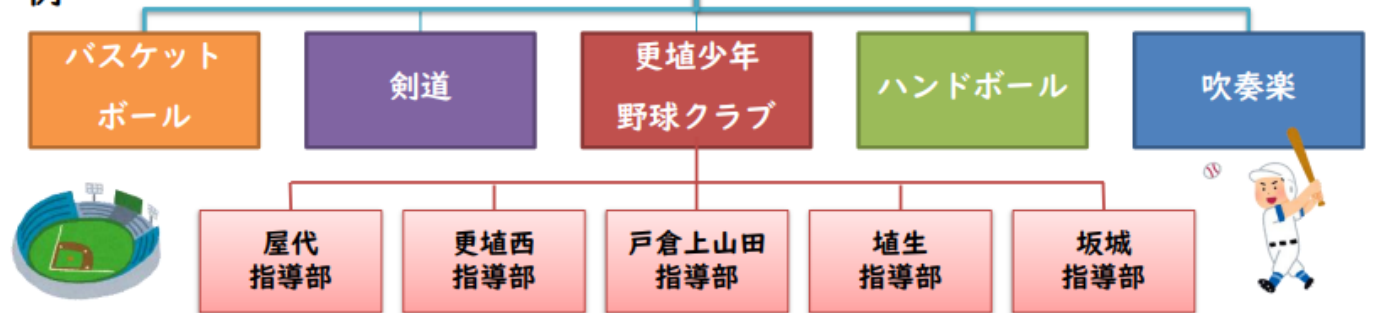 例
バスケット
ボール
剣道
更埴少年
野球クラブ
ハンドボール
吹奏楽
屋代
指導部
更埴西
指導部
戸倉上山田
指導部
埴生
指導部
坂城
指導部